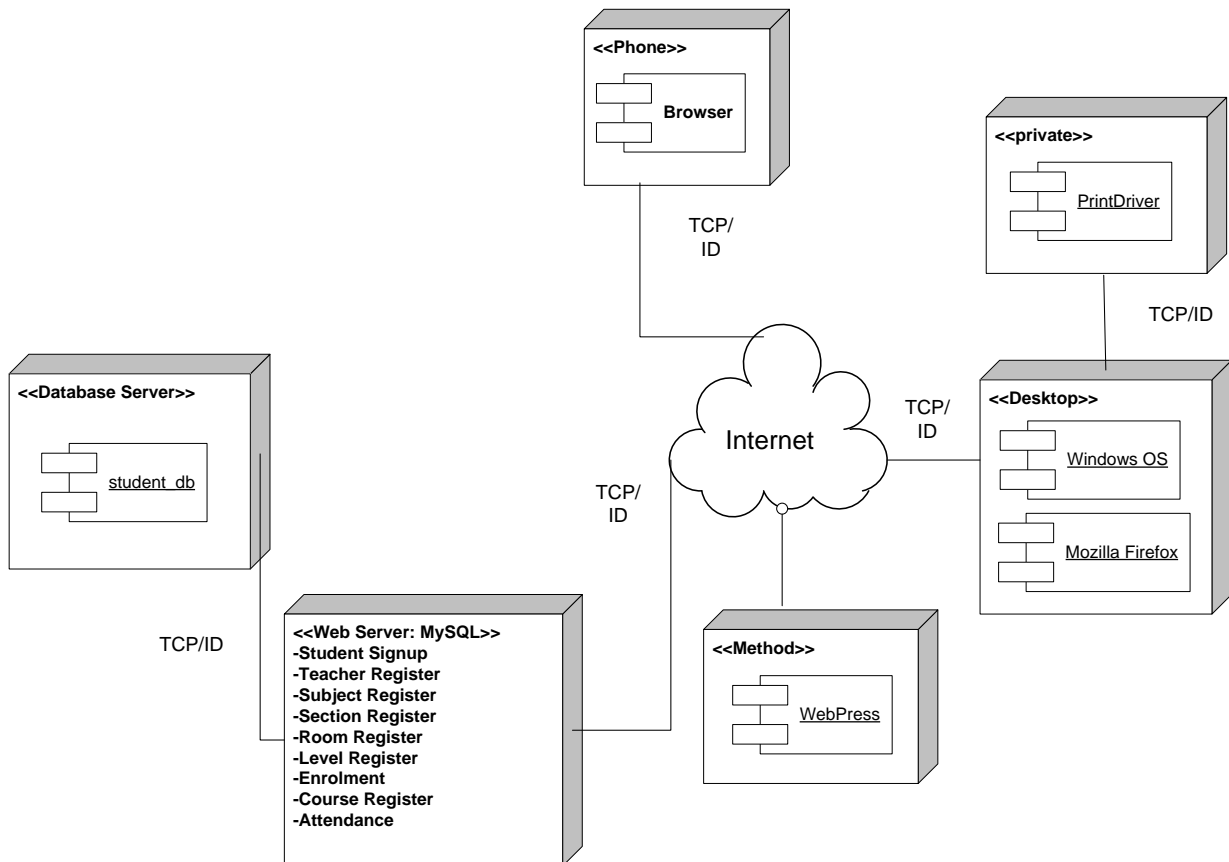 <<Phone>>
Browser
TCP/
ID
<<private>>
PrintDriver
TCP/ID
<<Database Server>>
student_db
TCP/ID
<<Web Server: MySQL>>
-Student Signup
-Teacher Register
-Subject Register
-Section Register
-Room Register
-Level Register
-Enrolment
-Course Register
-Attendance
TCP/
ID
Internet
TCP/
ID
<<Desktop>>
Windows OS
Mozilla Firefox
<<Method>>
WebPress